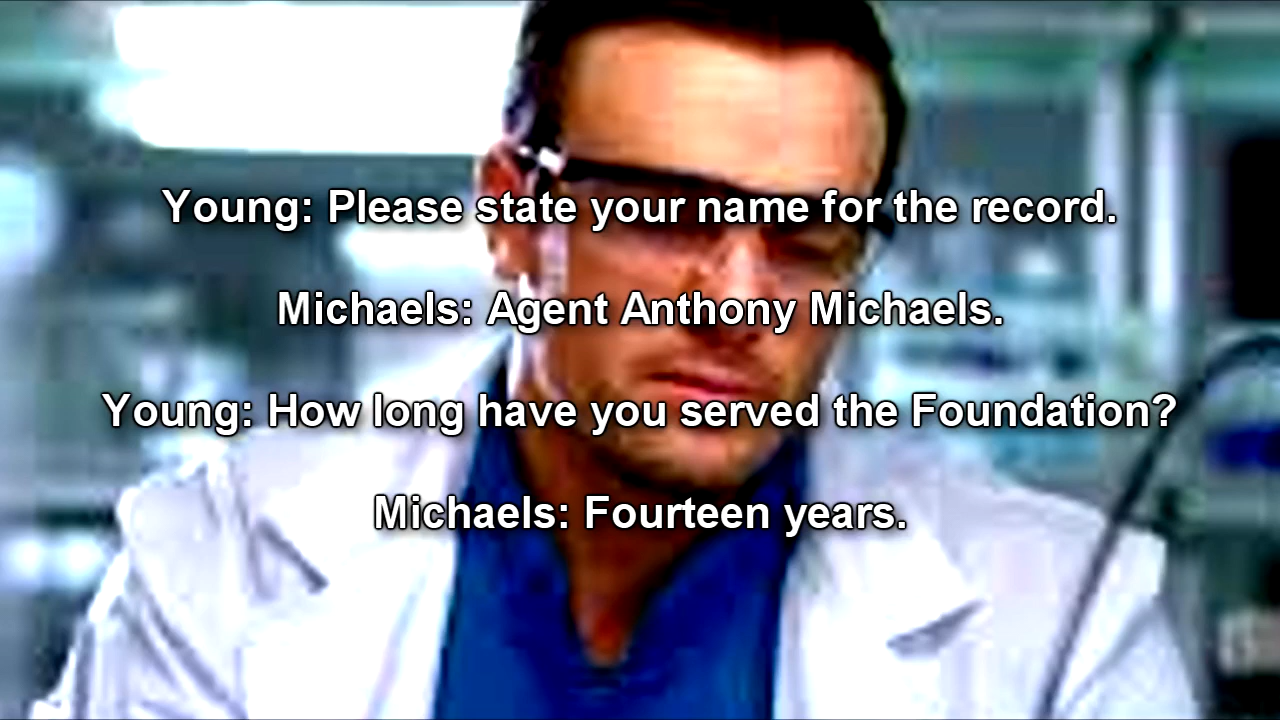 Young: Please state your name for the record.
Michaels: Agent Anthony Michaels.
Young: How long have you served the Foundation?
Michaels: Fourteen years.